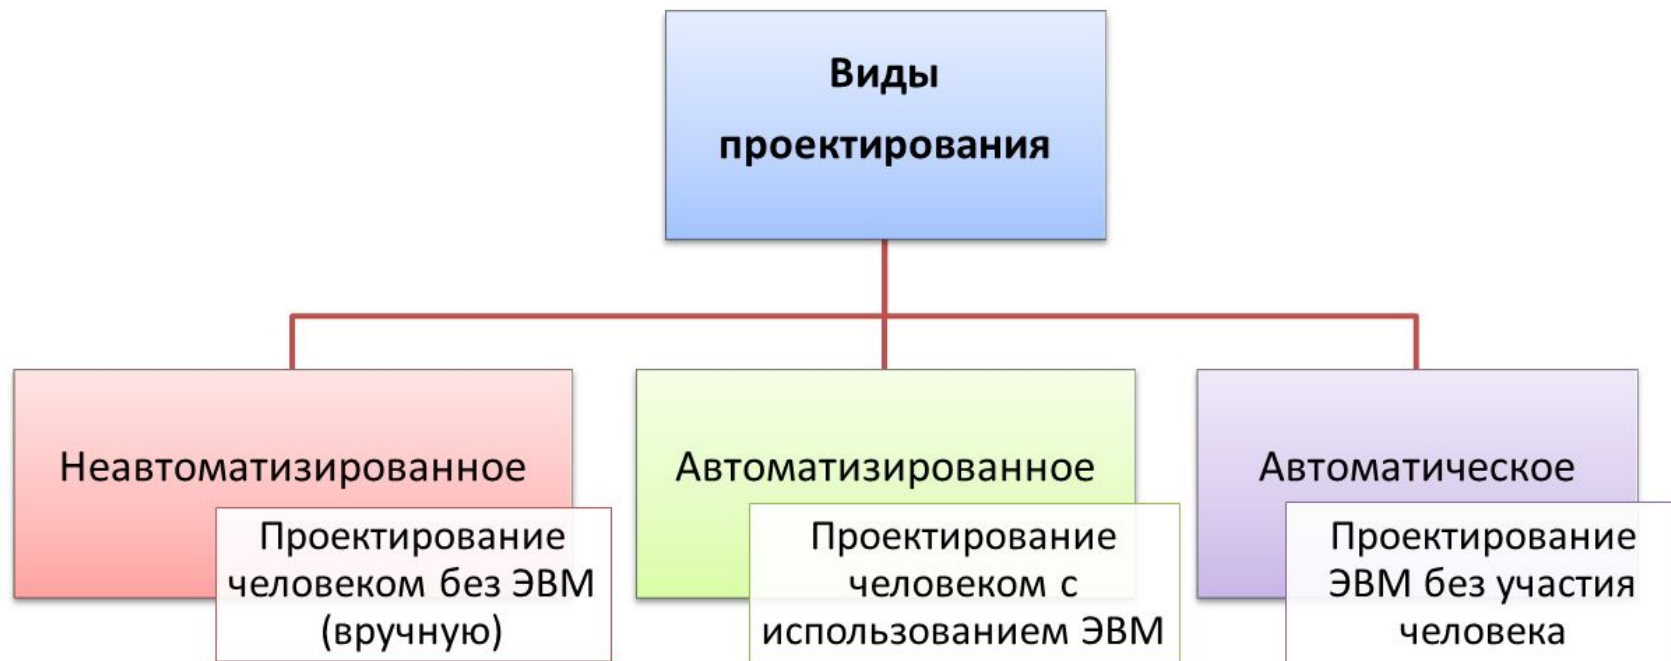 Виды
проектирования
Неавтоматизированное
Проектирование
человеком без ЭВМ
(вручную)
Автоматизированное
Проектирование
человеком с
использованием ЭВМ
Автоматическое
Проектирование
ЭВМ без участия
человека